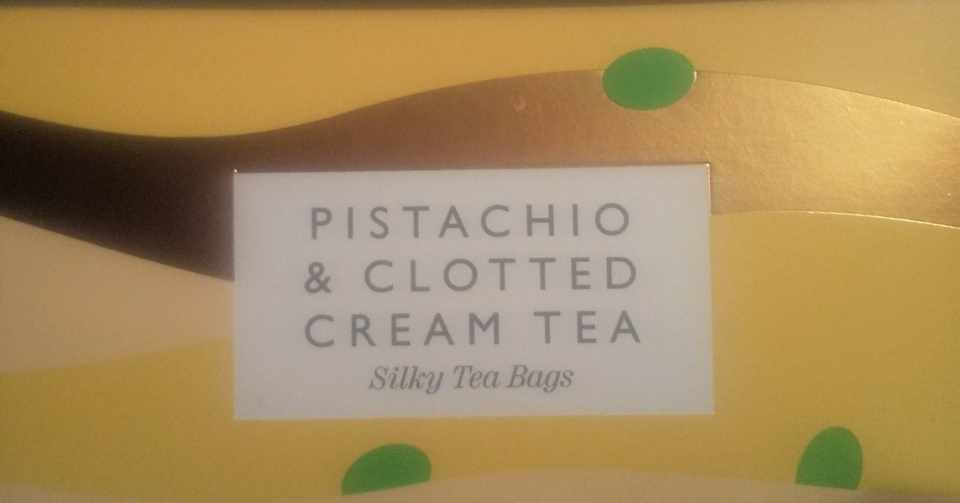 PISTACHIO
& CLOTTED
CREAM TEA
Silky Tea Bags